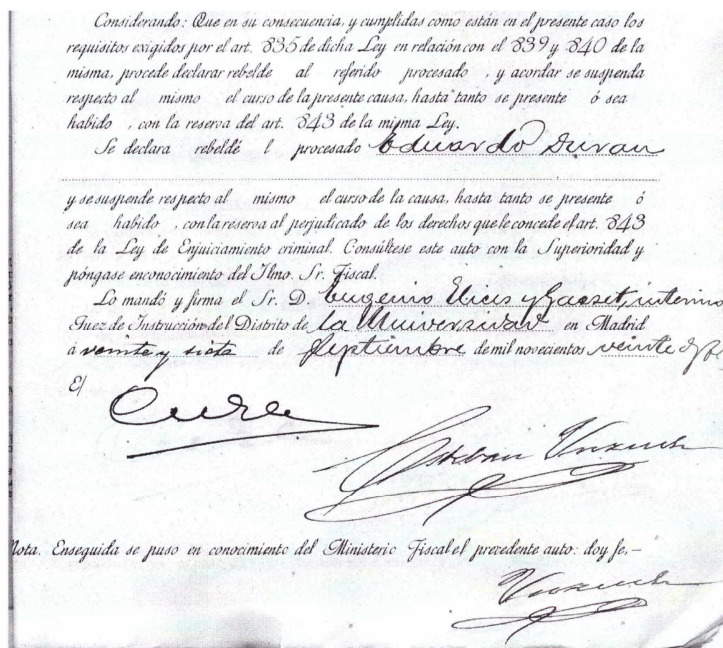 Considerando: Que en su consecuencia, y cumplidas como están en el presente caso los
requisitos exigidos por el art. 835 de dicha Ley en relación con el 839 y 840 de la
misma, procede declarar rebelde al referido procesado , y acordar se suspenda
respecto al mismo el curso de la presente causa, hasta tanto se presente ó sea
habido , con la reserva del art. 843 de la misma Ley.
Se declara rebelde l procesado Eduardo Duran
y se suspende respecto al mismo el curso de la causa, hasta tanto se presente ó
sea habido , con la reserva al perjudicado de los derechos que le concede el art. 843
de la Ley de Enjuiciamiento criminal. Consúltese este auto con la Superioridad y
póngase en conocimiento del Ilmo. Sr. Fiscal.
Lo mandó y firma el Sr. D. Eugenio y Gasset, interino
Juez de Instrucción del Distrito de la Universidad en Madrid
á veinte y siete de Septiembre de mil novecientos veinte
El
Esteban
Nota. Enseguida se puso en conocimiento del Ministerio Fiscal el precedente auto: doy fe.—